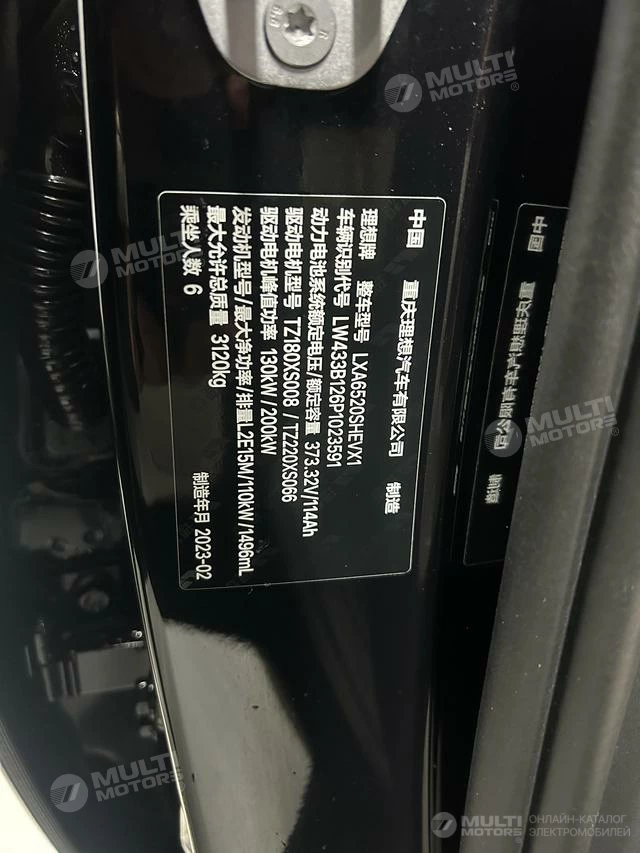 中国 重庆理想汽车有限公司 制造
理想牌 整车型号 LXA6520SHEVX1
车辆识别代号 LW433B126P1023591
动力电池系统额定电压/额定容量 373.32V/114Ah
驱动电机型号 TZ180XS008 / TZ220XS066
驱动电机峰值功率 130kW / 200kW
发动机型号/最大净功率/排量 L2E15M/110kW/1496mL
最大允许总质量 3120kg
乘坐人数 6 制造年月 2023-02
MULTI
MOTORS®
MULTI
MOTORS®
MULTI
MOTORS®
MULTI
MOTORS®
MULTI
MOTORS
ОНЛАЙН-КАТАЛОГ
ЭЛЕКТРОМОБИЛЕЙ